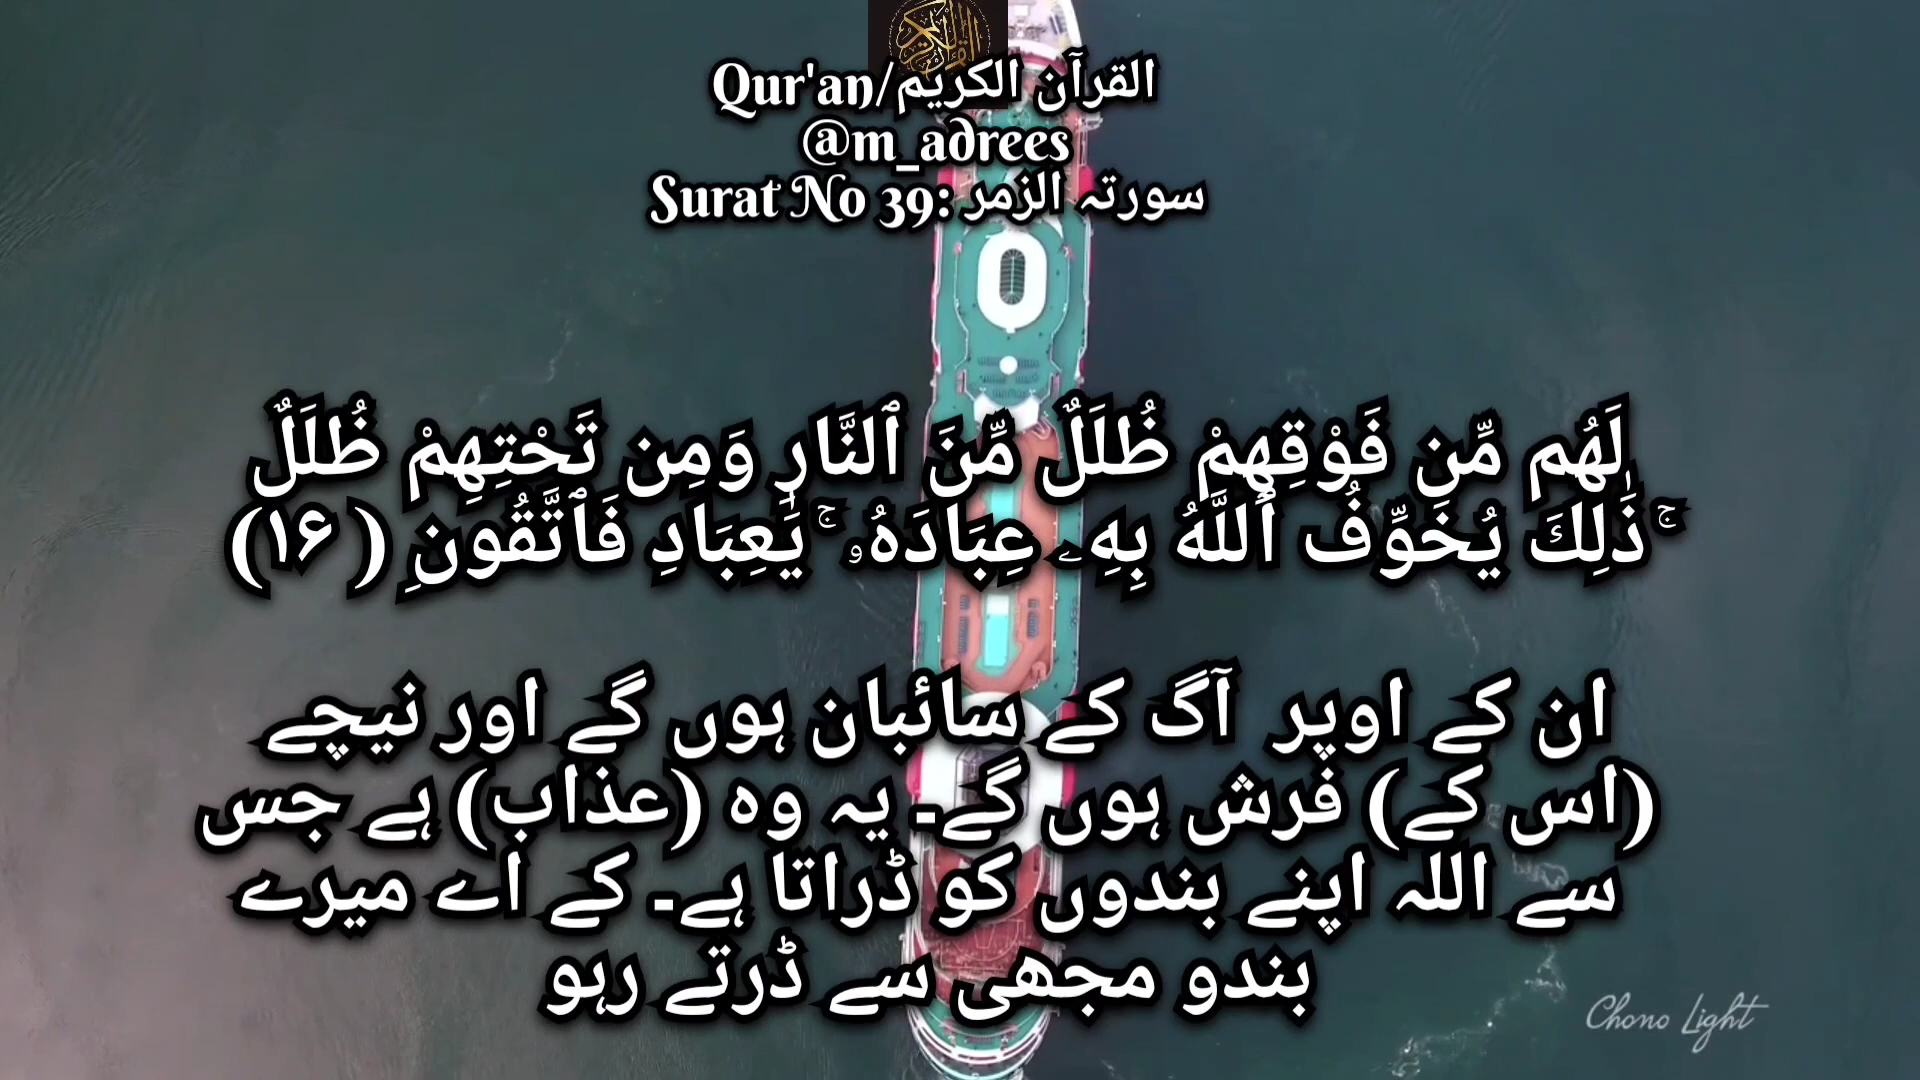 Qur'an/القرآن الكریم
@m_adrees
Surat No 39: سورتہ الزمر
لَهُم مِّن فَوْقِهِمْ ظُلَلٌ مِّنَ ٱلنَّارِ وَمِن تَحْتِهِمْ ظُلَلٌ
ۚ ذَٰلِكَ يُخَوِّفُ ٱللَّهُ بِهِۦ عِبَادَهُۥ ۚ يَٰعِبَادِ فَٱتَّقُونِ (۱۶)
ان کے اوپر آگ کے سائبان ہوں گے اور نیچے
(اس کے) فرش ہوں گے۔ یہ وہ (عذاب) ہے جس
سے اللہ اپنے بندوں کو ڈراتا ہے۔ کے اے میرے
بندو مجھی سے ڈرتے رہو
Chono Light